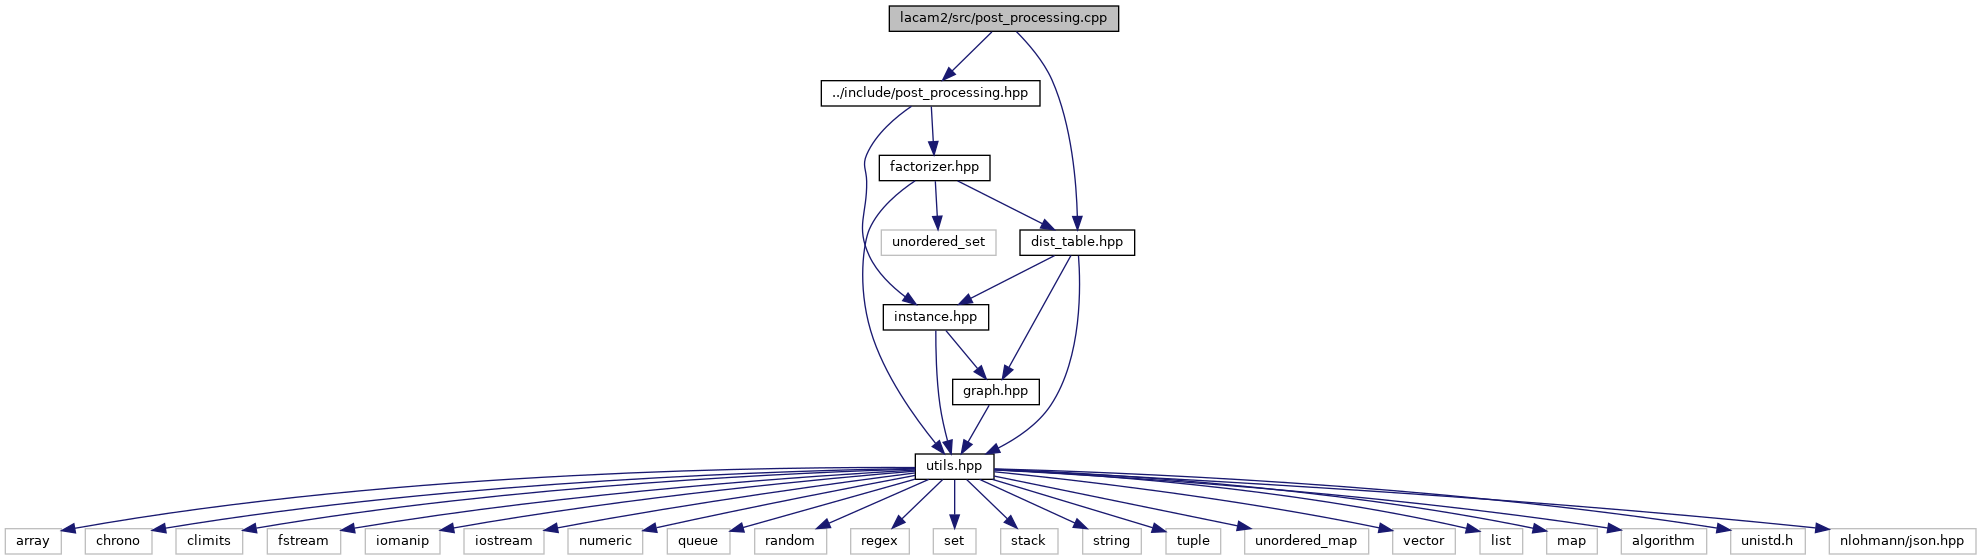 lacam2/src/post_processing.cpp
../include/post_processing.hpp
factorizer.hpp
unordered_set
dist_table.hpp
instance.hpp
graph.hpp
utils.hpp
array
chrono
climits
fstream
iomanip
iostream
numeric
queue
random
regex
set
stack
string
tuple
unordered_map
vector
list
map
algorithm
unistd.h
nlohmann/json.hpp